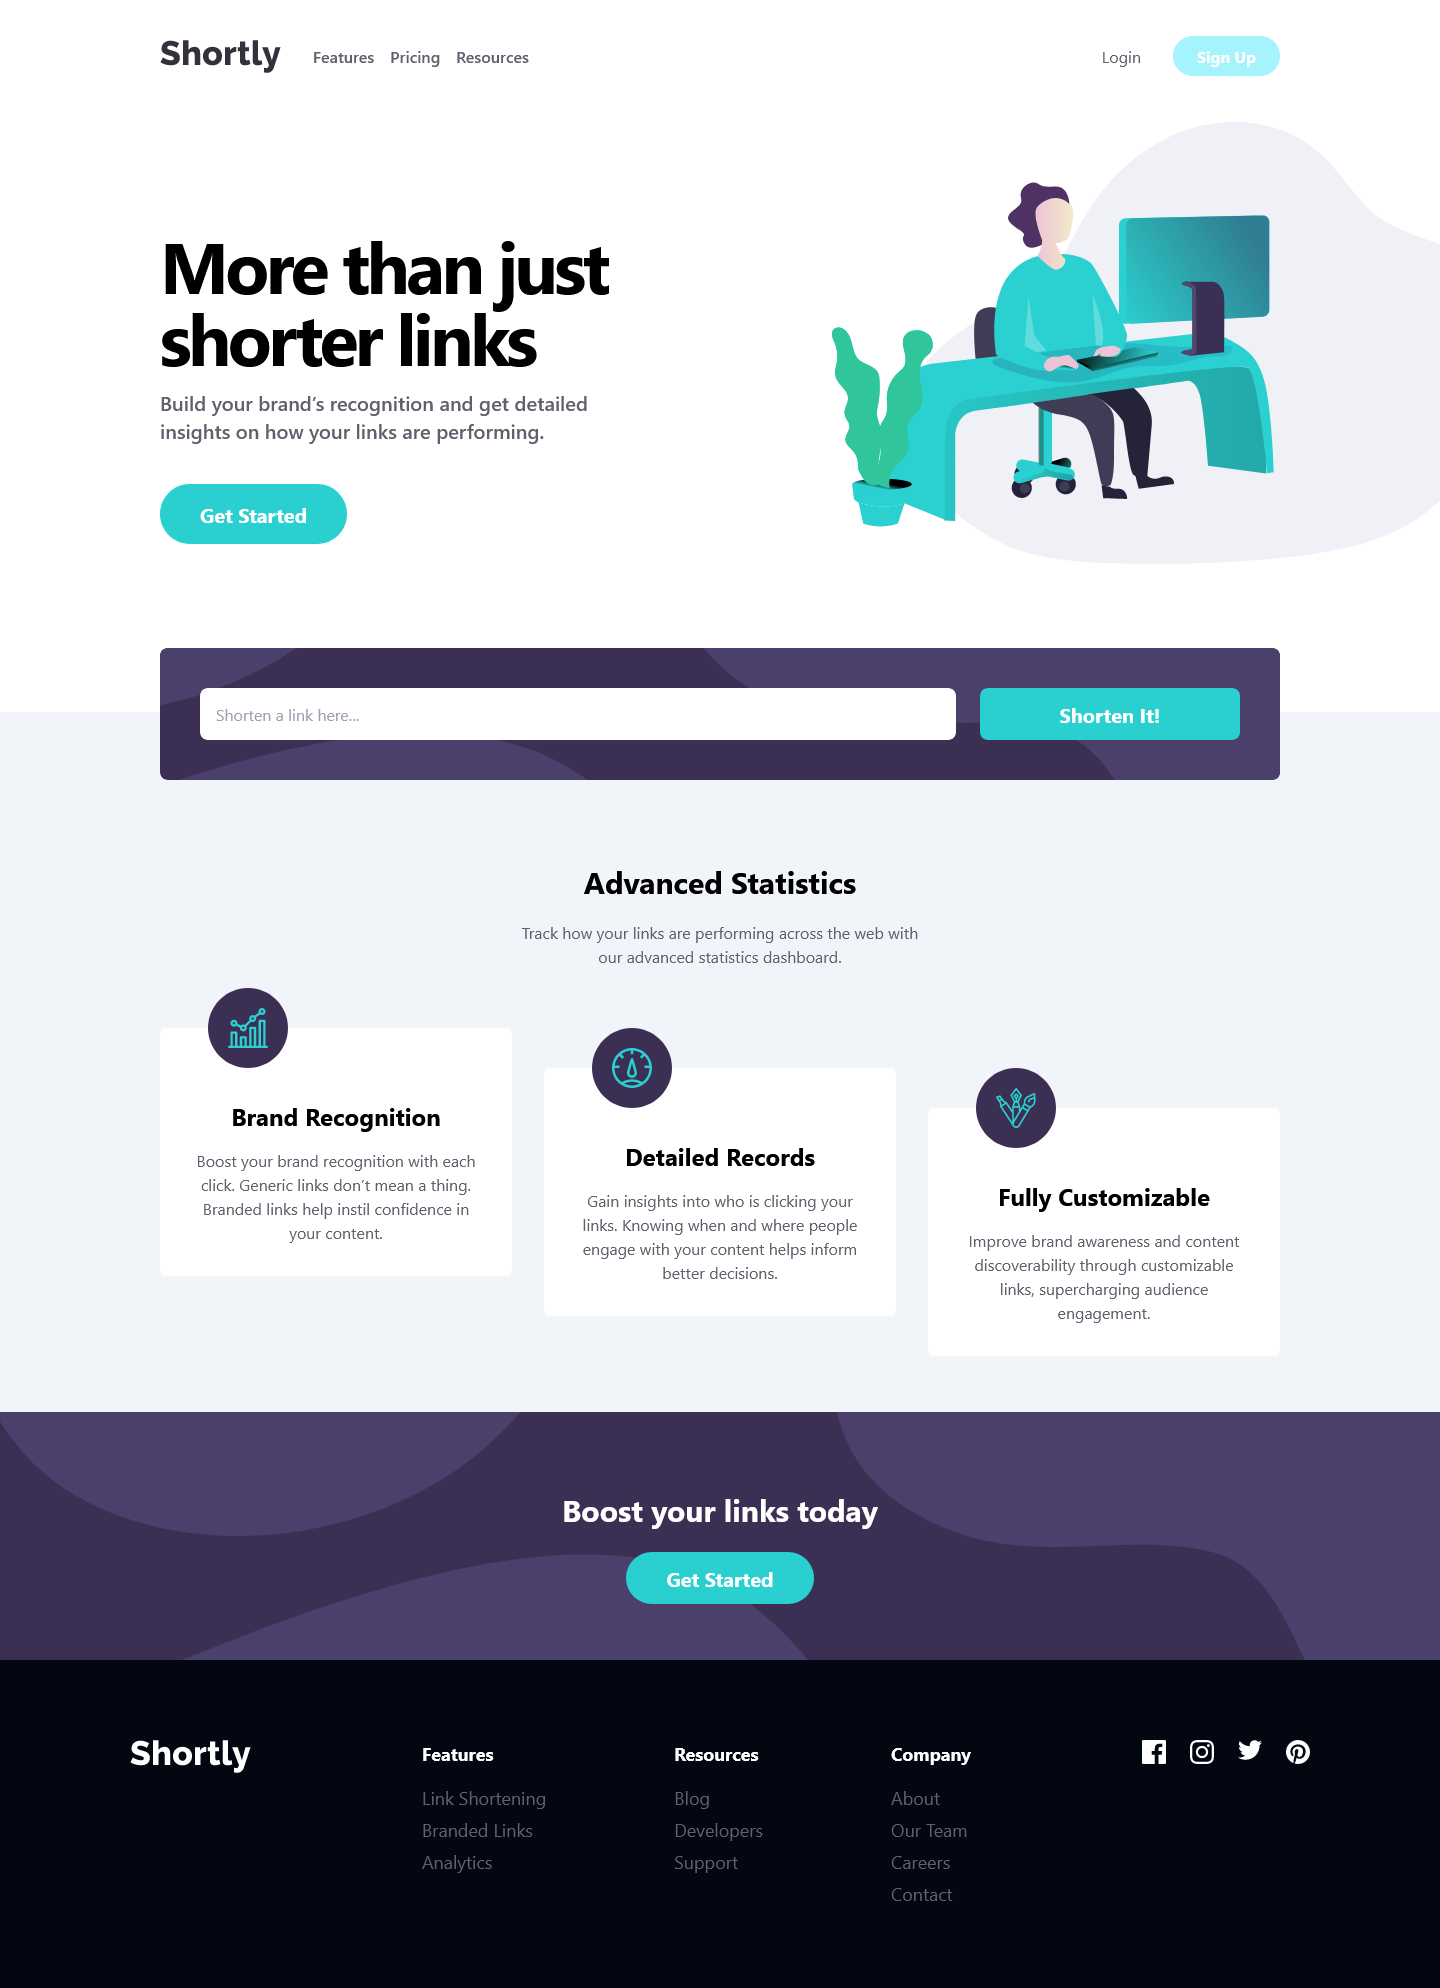 Shortly
Features Pricing Resources
Login
Sign Up
More than just
shorter links
Build your brand’s recognition and get detailed
insights on how your links are performing.
Get Started
Shorten a link here...
Shorten It!
Advanced Statistics
Track how your links are performing across the web with
our advanced statistics dashboard.
Brand Recognition
Boost your brand recognition with each
click. Generic links don’t mean a thing.
Branded links help instil confidence in
your content.
Detailed Records
Gain insights into who is clicking your
links. Knowing when and where people
engage with your content helps inform
better decisions.
Fully Customizable
Improve brand awareness and content
discoverability through customizable
links, supercharging audience
engagement.
Boost your links today
Get Started
Shortly
Features
Link Shortening
Branded Links
Analytics
Resources
Blog
Developers
Support
Company
About
Our Team
Careers
Contact